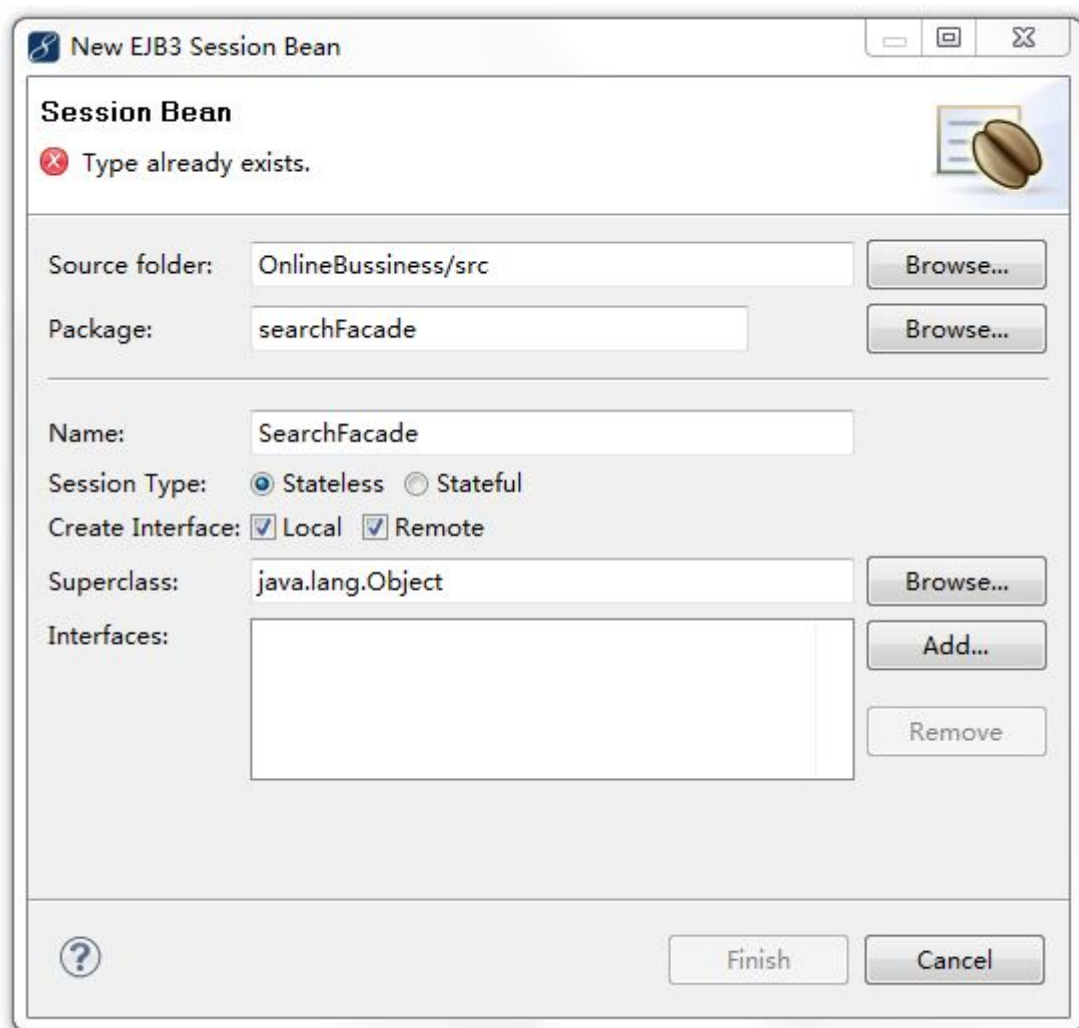 New EJB3 Session Bean
Session Bean
Type already exists.
Source folder: OnlineBussiness/src Browse...
Package: searchFacade Browse...
Name: SearchFacade
Session Type: Stateless Stateful
Create Interface: Local Remote
Superclass: java.lang.Object Browse...
Interfaces: Add...
Remove
? Finish Cancel